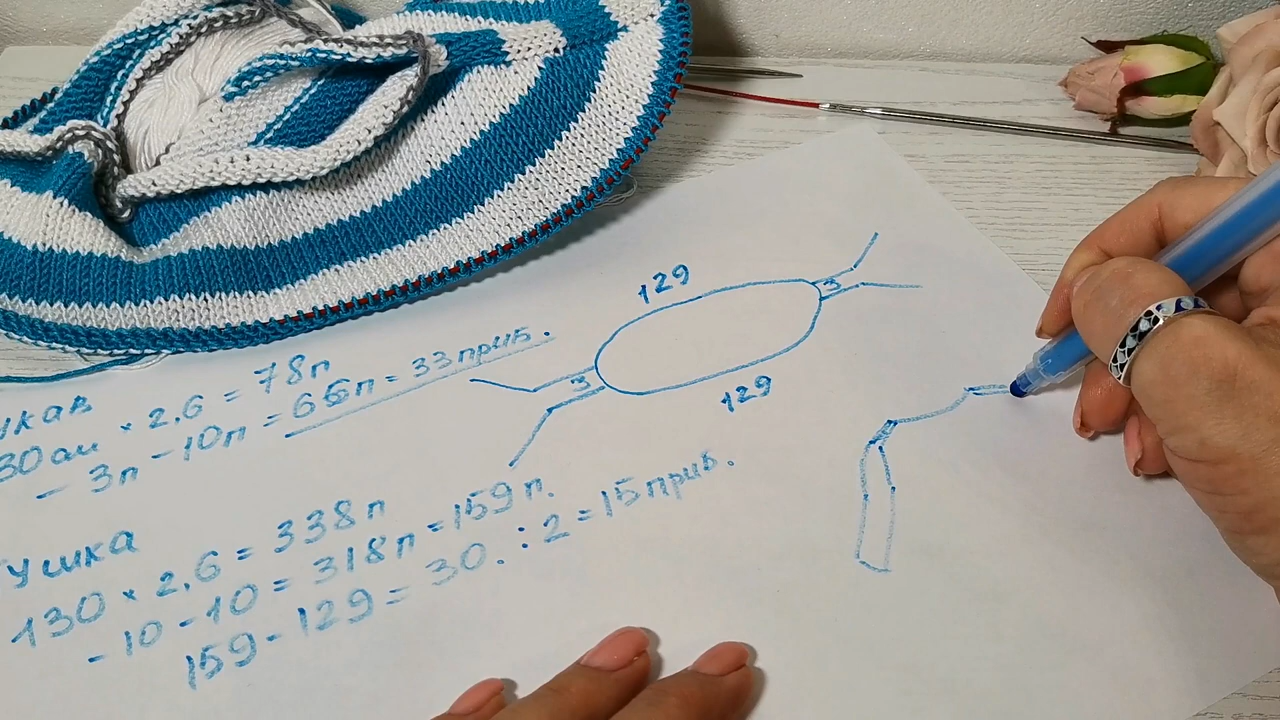 укав
30 см × 2,6 = 78п
- 3п - 10п = 66п = 33 приб.
ушка
130 × 2,6 = 338п
- 10 - 10 = 318п = 159 п.
159 - 129 = 30. : 2 = 15 приб.
129
3
3
129